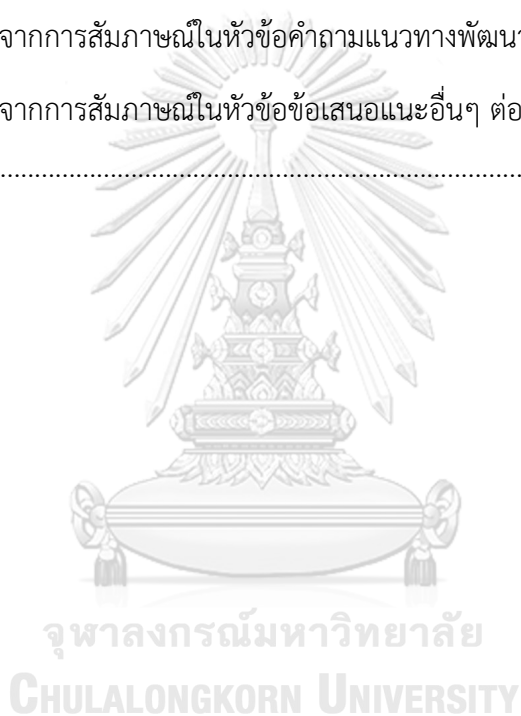 จากการสัมภาษณ์ในหัวข้อคำถามแนวทางพัฒนา
จากการสัมภาษณ์ในหัวข้อข้อเสนอแนะอื่นๆ ต่อ
................................................................................
จุฬาลงกรณ์มหาวิทยาลัย
CHULALONGKORN UNIVERSITY